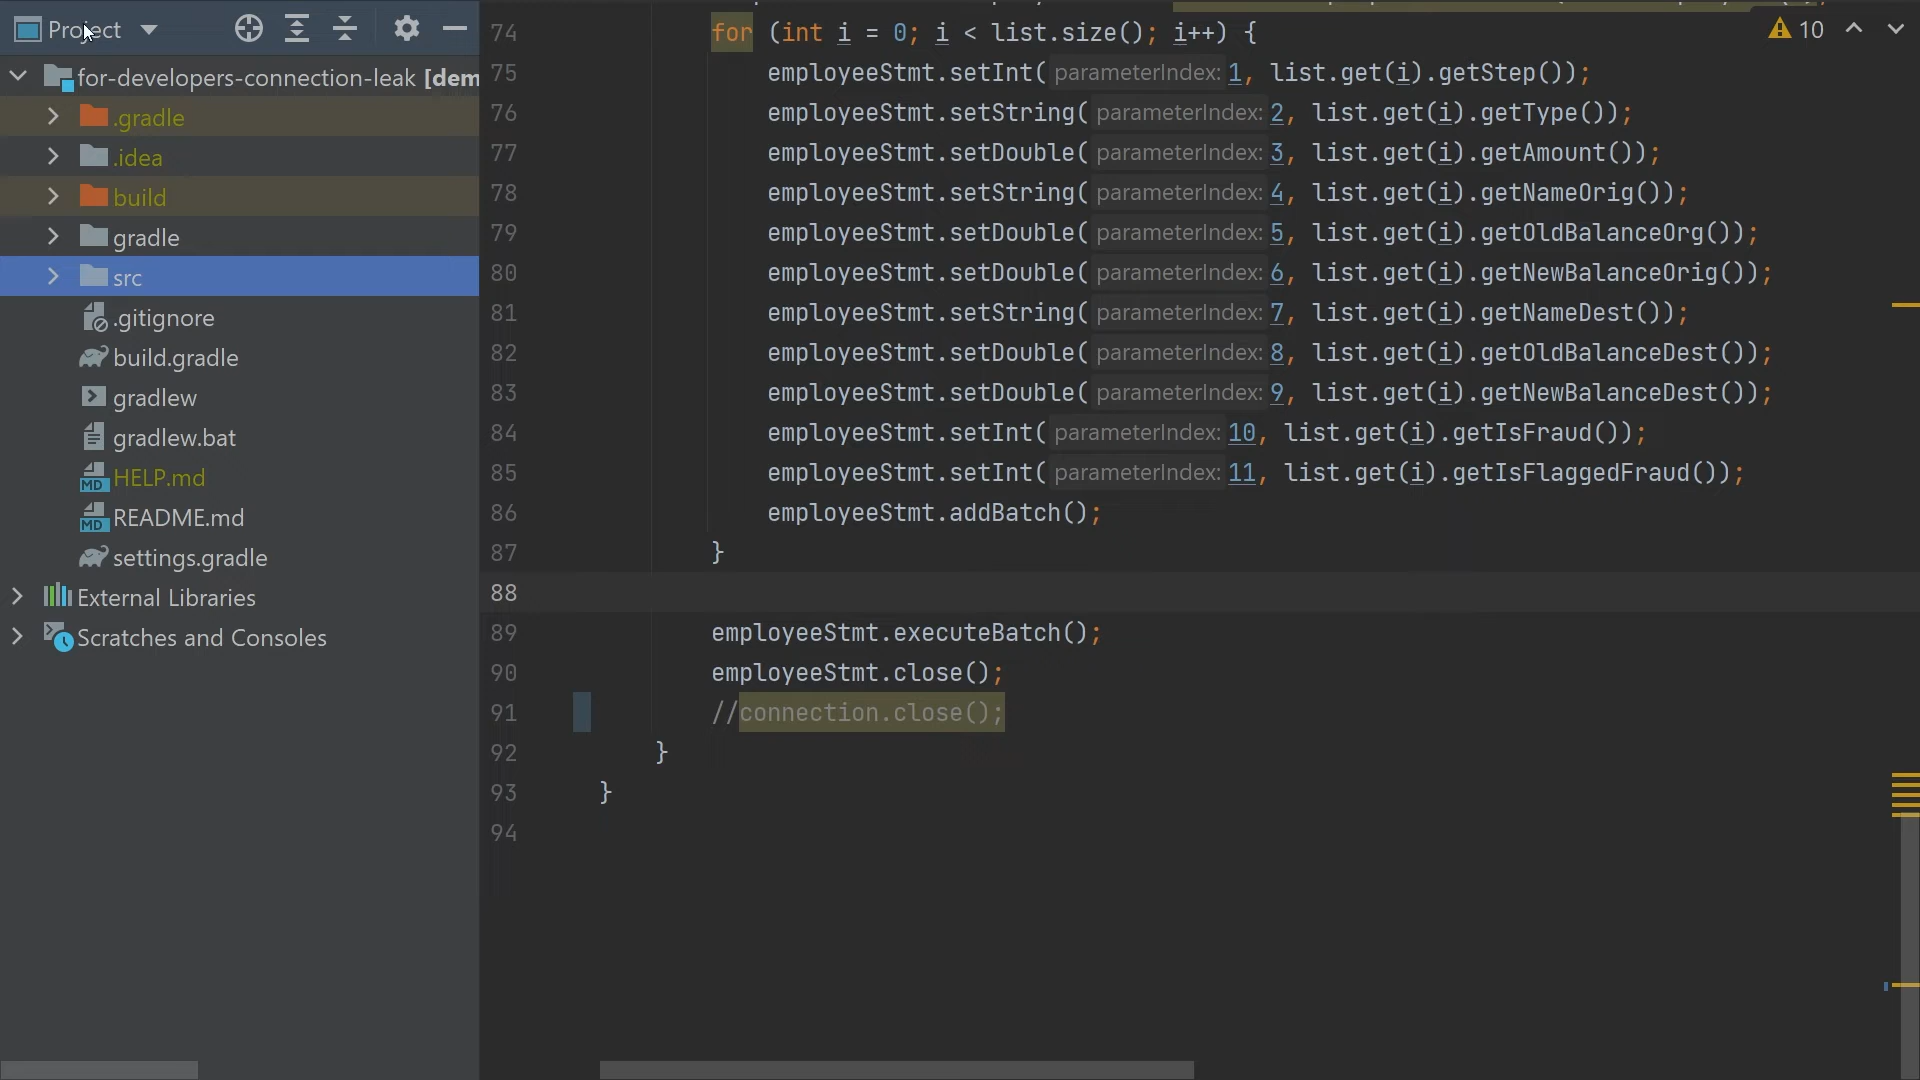 Project
for-developers-connection-leak [dem
.gradle
.idea
build
gradle
src
.gitignore
build.gradle
gradlew
gradlew.bat
HELP.md
README.md
settings.gradle
External Libraries
Scratches and Consoles
10
74 for (int i = 0; i < list.size(); i++) {
75 employeeStmt.setInt( parameterIndex: 1, list.get(i).getStep());
76 employeeStmt.setString( parameterIndex: 2, list.get(i).getType());
77 employeeStmt.setDouble( parameterIndex: 3, list.get(i).getAmount());
78 employeeStmt.setString( parameterIndex: 4, list.get(i).getNameOrig());
79 employeeStmt.setDouble( parameterIndex: 5, list.get(i).getOldBalanceOrg());
80 employeeStmt.setDouble( parameterIndex: 6, list.get(i).getNewBalanceOrig());
81 employeeStmt.setString( parameterIndex: 7, list.get(i).getNameDest());
82 employeeStmt.setDouble( parameterIndex: 8, list.get(i).getOldBalanceDest());
83 employeeStmt.setDouble( parameterIndex: 9, list.get(i).getNewBalanceDest());
84 employeeStmt.setInt( parameterIndex: 10, list.get(i).getIsFraud());
85 employeeStmt.setInt( parameterIndex: 11, list.get(i).getIsFlaggedFraud());
86 employeeStmt.addBatch();
87 }
88
89 employeeStmt.executeBatch();
90 employeeStmt.close();
91 //connection.close();
92 }
93 }
94